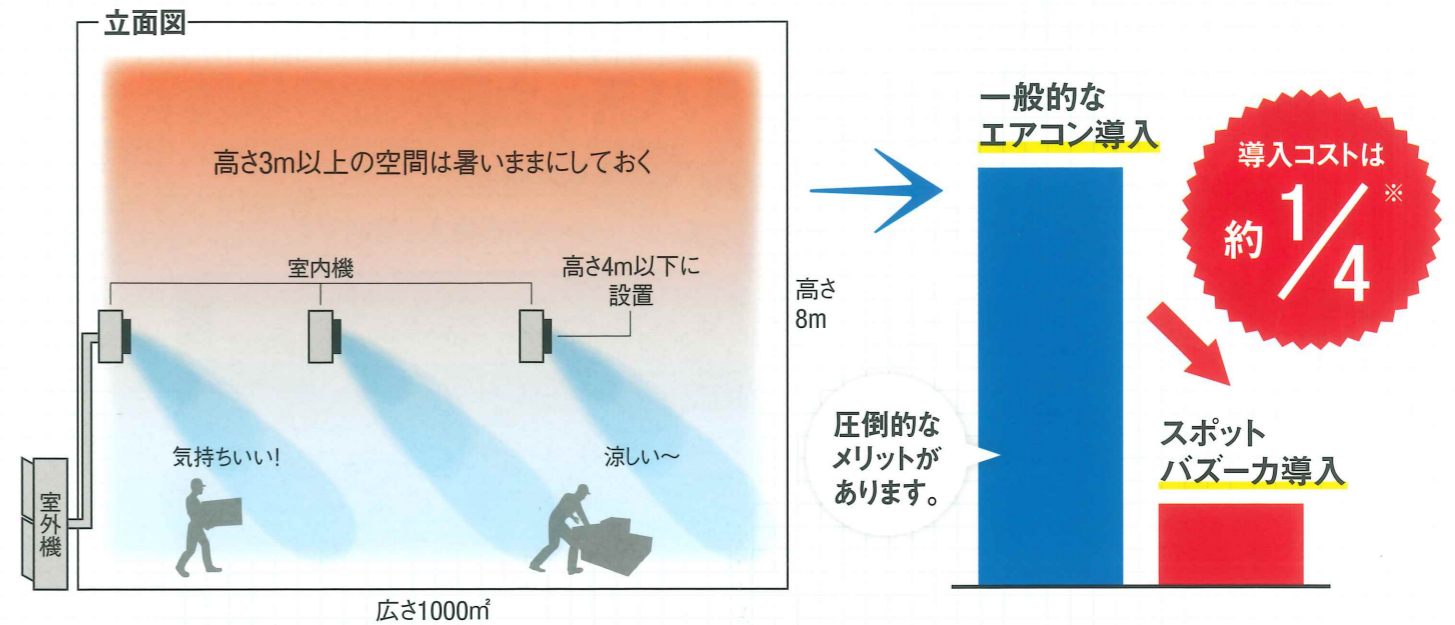 立面図
高さ3m以上の空間は暑いままにしておく
室内機
高さ4m以下に
設置
気持ちいい!
涼しい〜
室外機
高さ
8m
広さ1000㎡
一般的な
エアコン導入
導入コストは
約1/4※
圧倒的な
メリットが
あります。
スポット
バズーカ導入